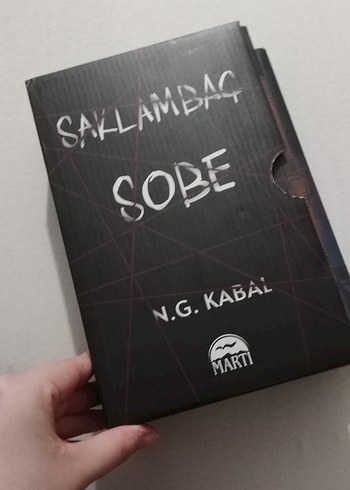 SAKLAMBAÇ
SOBE
N.G. KABAL
MARTI